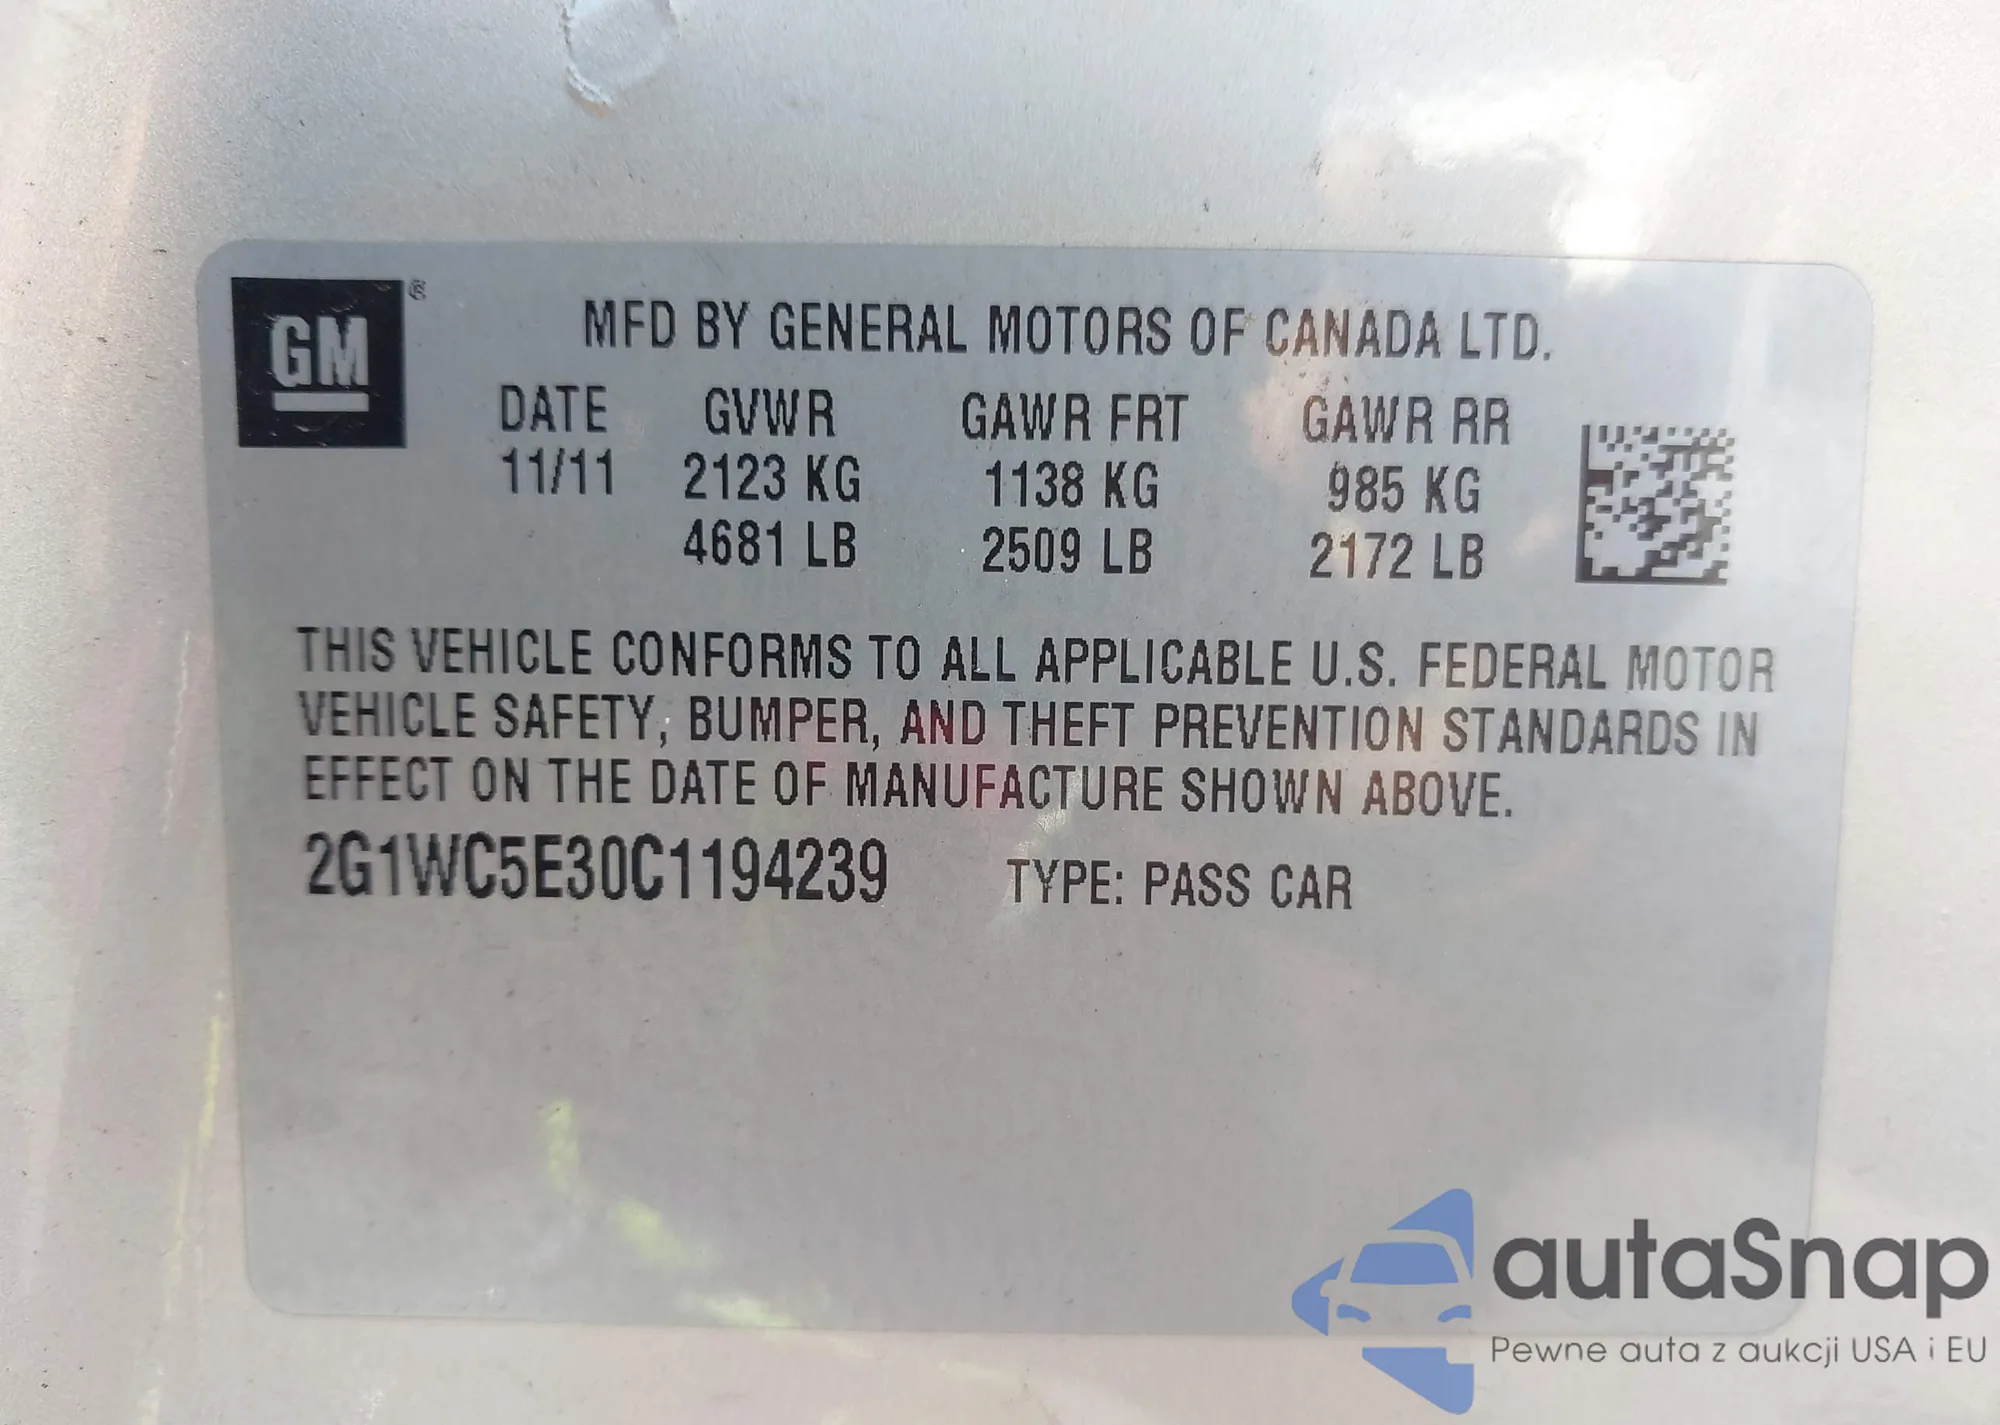 GM®
MFD BY GENERAL MOTORS OF CANADA LTD.
DATE GVWR GAWR FRT GAWR RR
11/11 2123 KG 1138 KG 985 KG
4681 LB 2509 LB 2172 LB
THIS VEHICLE CONFORMS TO ALL APPLICABLE U.S. FEDERAL MOTOR
VEHICLE SAFETY, BUMPER, AND THEFT PREVENTION STANDARDS IN
EFFECT ON THE DATE OF MANUFACTURE SHOWN ABOVE.
2G1WC5E30C1194239 TYPE: PASS CAR
autaSnap
Pewne auta z aukcji USA i EU